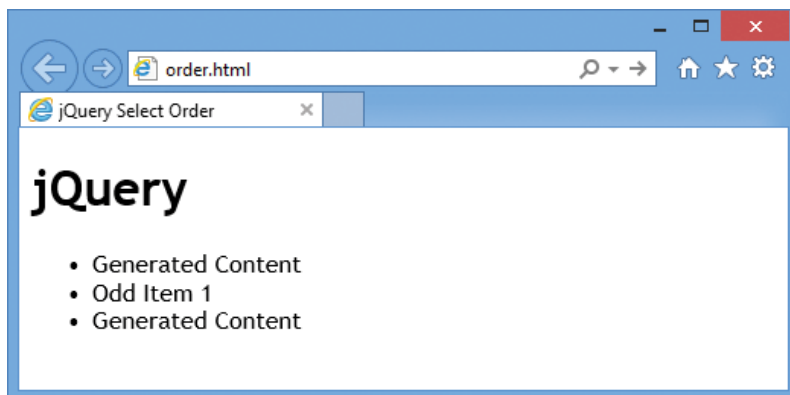 order.html
jQuery Select Order
jQuery
• Generated Content
• Odd Item 1
• Generated Content